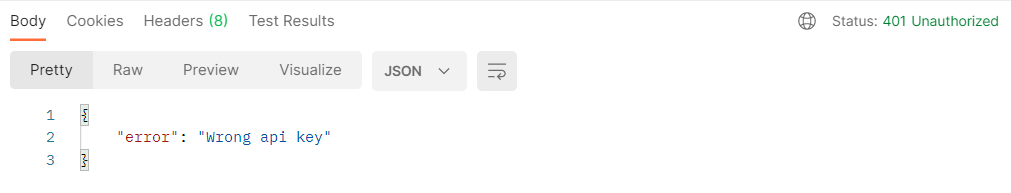 Body Cookies Headers (8) Test Results Status: 401 Unauthorized
Pretty Raw Preview Visualize JSON
1 {
2 "error": "Wrong api key"
3 }